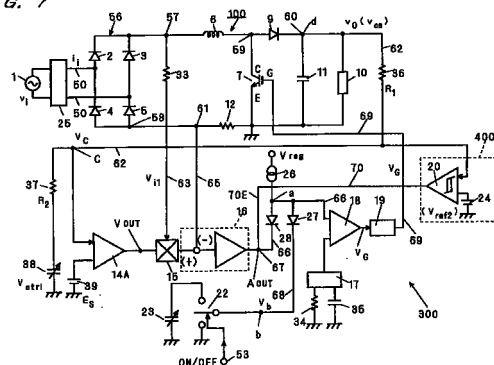 G. 7
56
57
6
100
9
60
d
v₀(vcs)
62
1
vi
ii
50
50
25
2
3
4
5
58
33
59
C
7
G
E
11
10
36
R₁
61
12
69
vC
C
62
Vreg
26
VG
70
20
400
24
(Vref2)
37
R₂
Vi1
63
65
70E
a
66
18
19
69
VOUT
(-)
(+)
16
28
27
66
67
VG
14A
15
AOUT
68
17
38
Vctrl
39
ES
22
23
Vb
b
34
35
300
ON/OFF
53